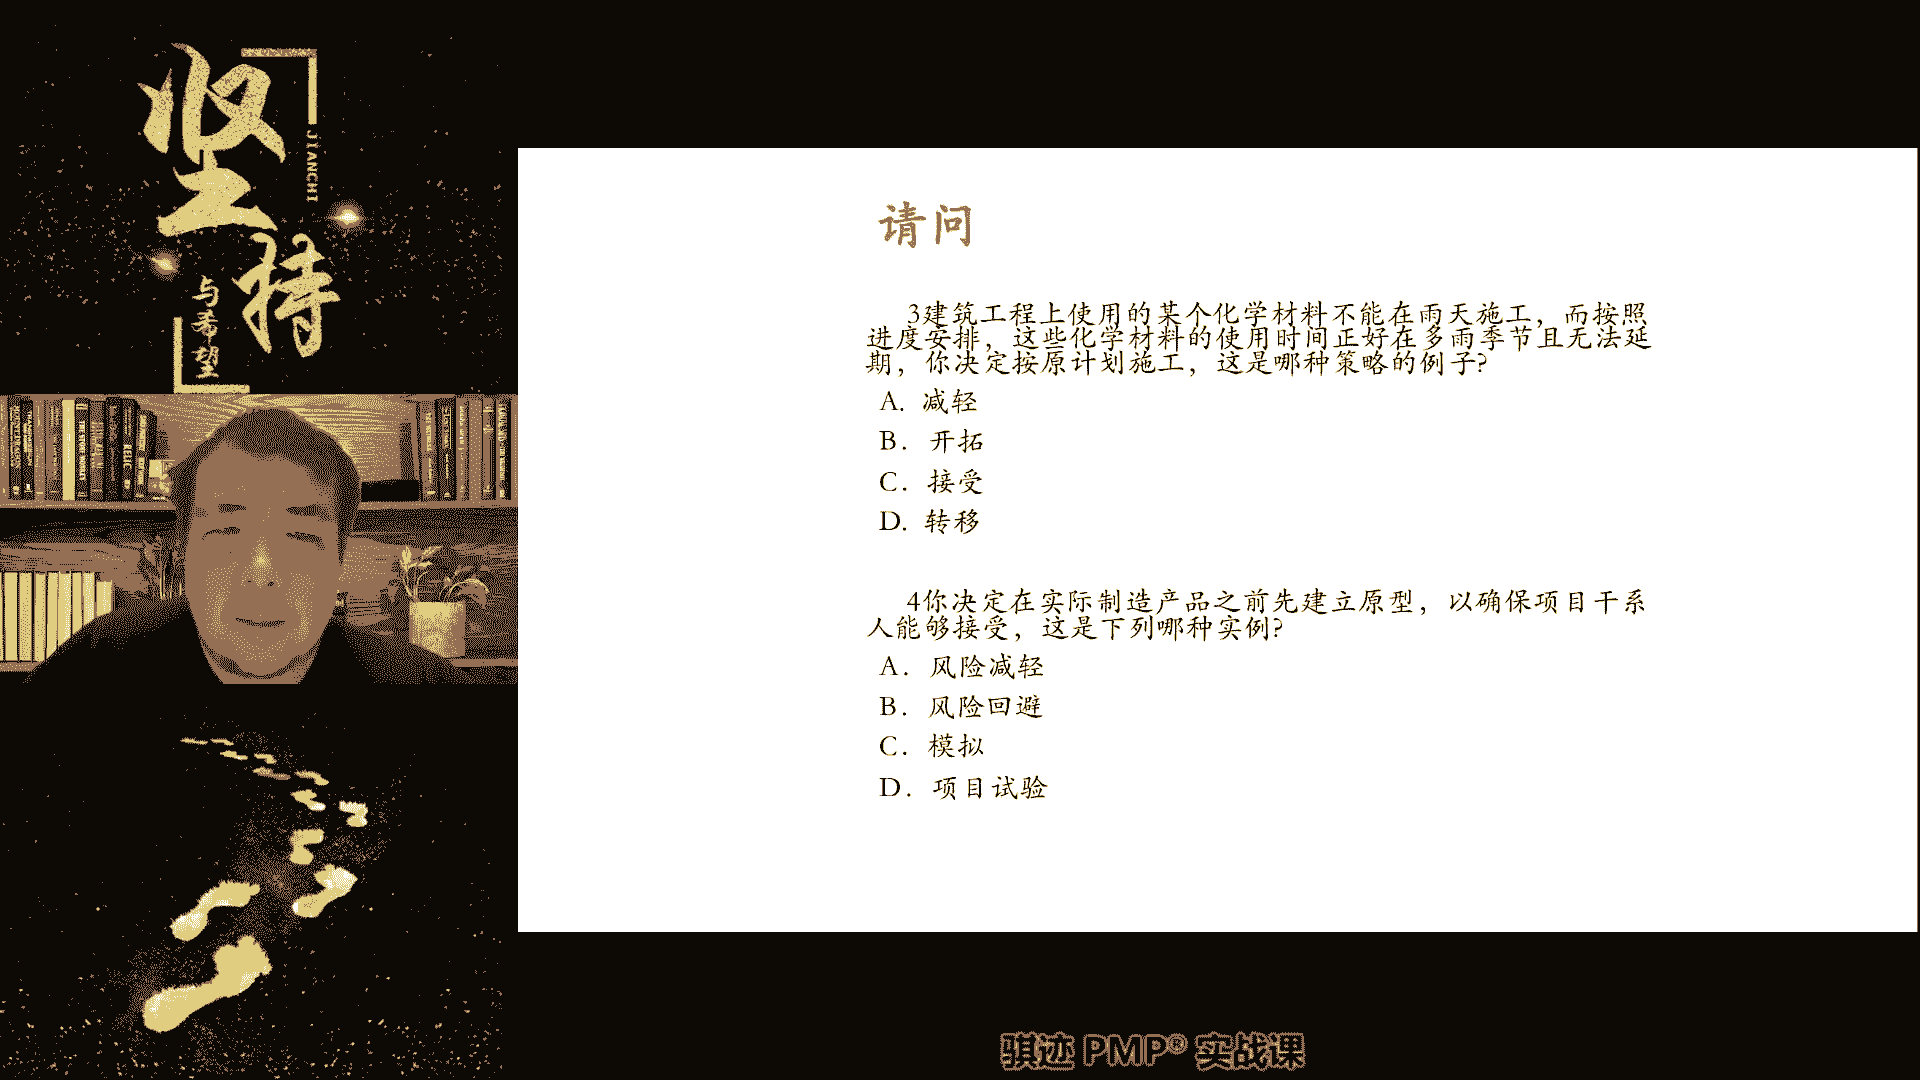 坚持
JIANCHI
与希望
请问
3建筑工程上使用的某个化学材料不能在雨天施工，而按照
进度安排，这些化学材料的使用时间正好在多雨季节且无法延
期，你决定按原计划施工，这是哪种策略的例子?
A. 减轻
B. 开拓
C. 接受
D. 转移
4你决定在实际制造产品之前先建立原型，以确保项目干系
人能够接受，这是下列哪种实例?
A. 风险减轻
B. 风险回避
C. 模拟
D. 项目试验
骐迹 PMP® 实战课